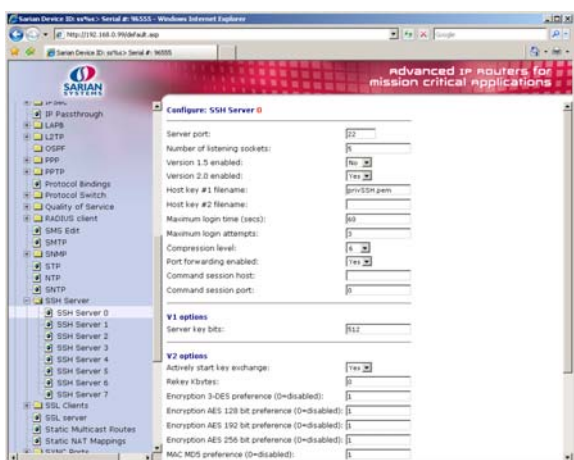 Sarian Device ID: ss%s> Serial #: 96555 - Windows Internet Explorer
http://192.168.0.99/default.asp
Google
Sarian Device ID: ss%s> Serial #: 96555
SARIAN
SYSTEMS
Advanced IP Routers for
mission critical Applications
IP Passthrough
LAPB
L2TP
OSPF
PPP
PPTP
Protocol Bindings
Protocol Switch
Quality of Service
RADIUS client
SMS Edit
SMTP
SNMP
STP
NTP
SNTP
SSH Server
SSH Server 0
SSH Server 1
SSH Server 2
SSH Server 3
SSH Server 4
SSH Server 5
SSH Server 6
SSH Server 7
SSL Clients
SSL server
Static Multicast Routes
Static NAT Mappings
SYNC Ports
Configure: SSH Server 0
Server port: 22
Number of listening sockets: 5
Version 1.5 enabled: No
Version 2.0 enabled: Yes
Host key #1 filename: privSSH.pem
Host key #2 filename:
Maximum login time (secs): 60
Maximum login attempts: 3
Compression level: 6
Port forwarding enabled: Yes
Command session host:
Command session port: 0
V1 options
Server key bits: 512
V2 options
Actively start key exchange: Yes
Rekey Kbytes: 0
Encryption 3-DES preference (0=disabled): 1
Encryption AES 128 bit preference (0=disabled): 1
Encryption AES 192 bit preference (0=disabled): 1
Encryption AES 256 bit preference (0=disabled): 1
MAC MD5 preference (0=disabled): 1